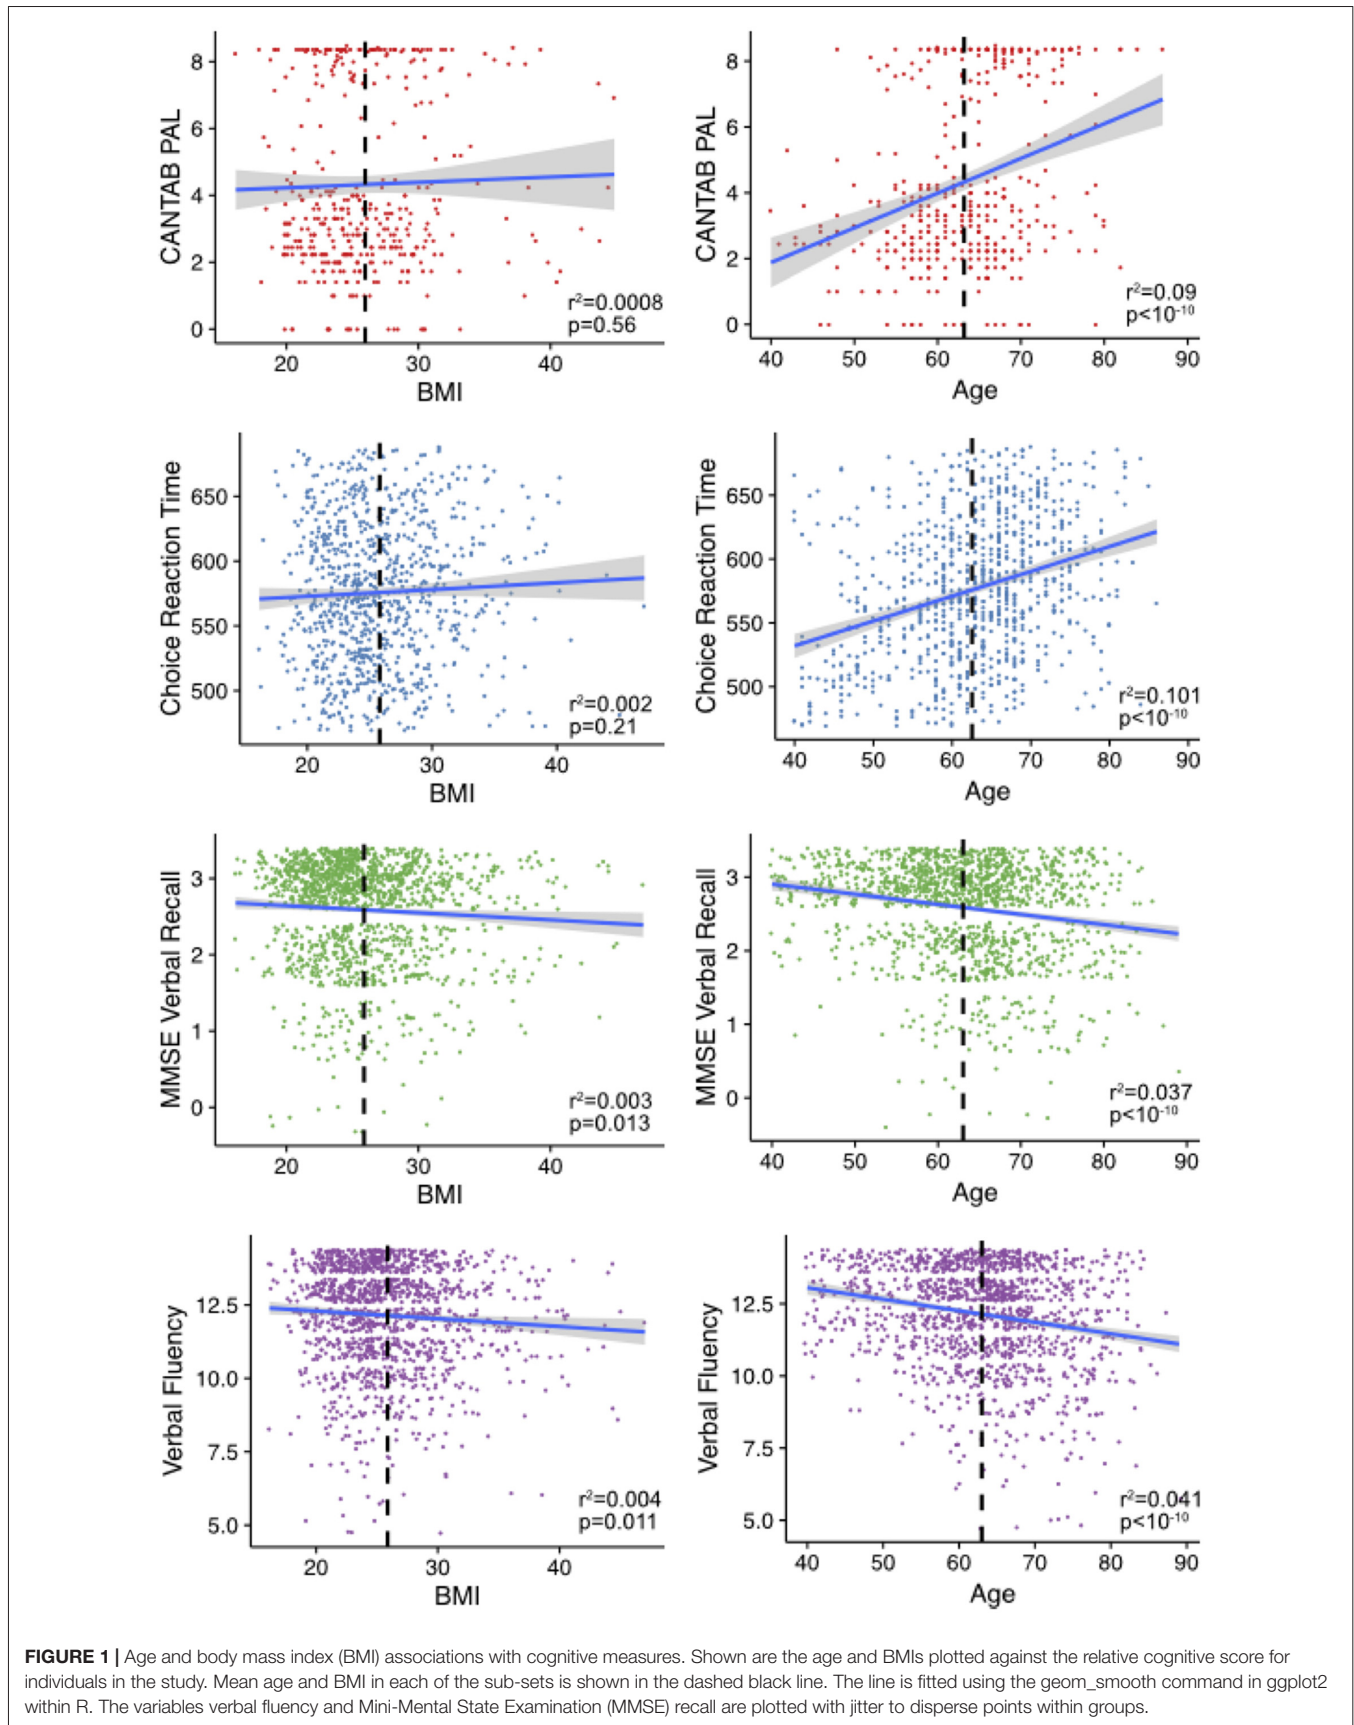 CANTAB PAL
8
6
4
2
0
r²=0.0008
p=0.56
20 30 40
BMI
CANTAB PAL
8
6
4
2
0
r²=0.09
p<10⁻¹⁰
40 50 60 70 80 90
Age
Choice Reaction Time
650
600
550
500
r²=0.002
p=0.21
20 30 40
BMI
Choice Reaction Time
650
600
550
500
r²=0.101
p<10⁻¹⁰
40 50 60 70 80 90
Age
MMSE Verbal Recall
3
2
1
0
r²=0.003
p=0.013
20 30 40
BMI
MMSE Verbal Recall
3
2
1
0
r²=0.037
p<10⁻¹⁰
40 50 60 70 80 90
Age
Verbal Fluency
12.5
10.0
7.5
5.0
r²=0.004
p=0.011
20 30 40
BMI
Verbal Fluency
12.5
10.0
7.5
5.0
r²=0.041
p<10⁻¹⁰
40 50 60 70 80 90
Age
FIGURE 1 | Age and body mass index (BMI) associations with cognitive measures. Shown are the age and BMIs plotted against the relative cognitive score for
individuals in the study. Mean age and BMI in each of the sub-sets is shown in the dashed black line. The line is fitted using the geom_smooth command in ggplot2
within R. The variables verbal fluency and Mini-Mental State Examination (MMSE) recall are plotted with jitter to disperse points within groups.